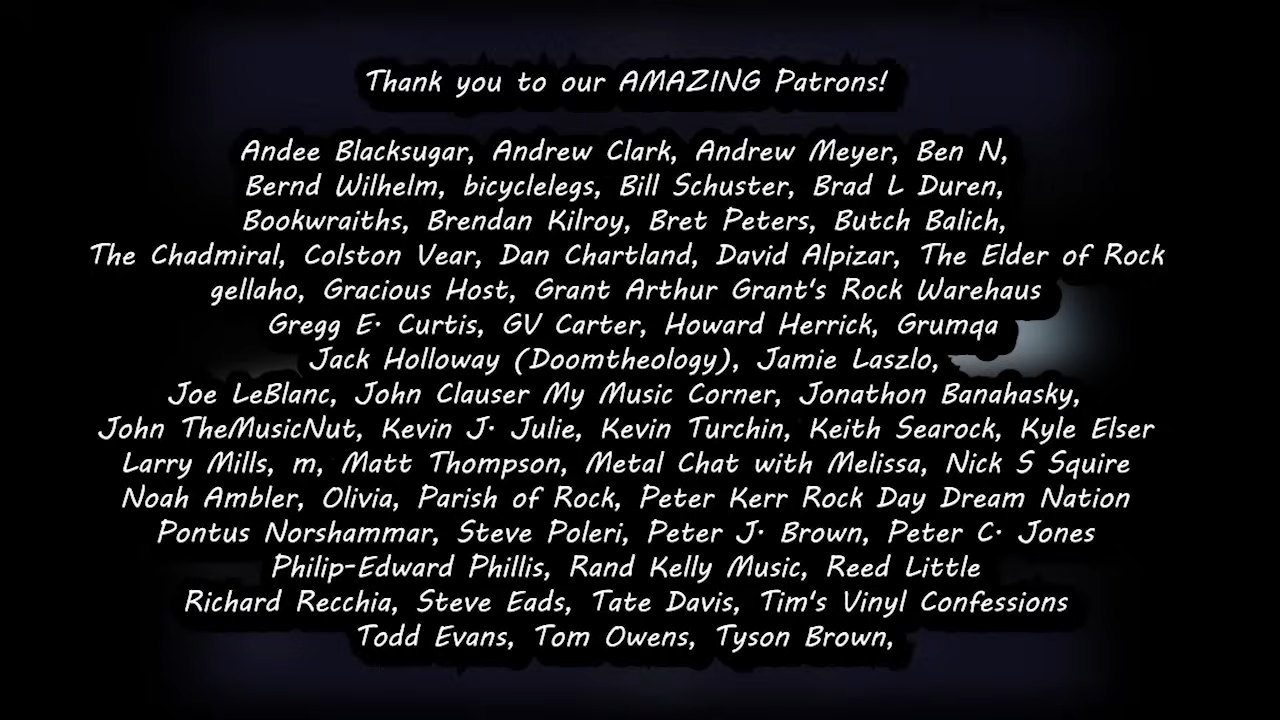 Thank you to our AMAZING Patrons!
Andee Blacksugar, Andrew Clark, Andrew Meyer, Ben N,
Bernd Wilhelm, bicyclelegs, Bill Schuster, Brad L Duren,
Bookwraiths, Brendan Kilroy, Bret Peters, Butch Balich,
The Chadmiral, Colston Vear, Dan Chartland, David Alpizar, The Elder of Rock
gellaho, Gracious Host, Grant Arthur Grant's Rock Warehaus
Gregg E. Curtis, GV Carter, Howard Herrick, Grumqa
Jack Holloway (Doomtheology), Jamie Laszlo,
Joe LeBlanc, John Clauser My Music Corner, Jonathon Banahasky,
John TheMusicNut, Kevin J. Julie, Kevin Turchin, Keith Searock, Kyle Elser
Larry Mills, m, Matt Thompson, Metal Chat with Melissa, Nick S Squire
Noah Ambler, Olivia, Parish of Rock, Peter Kerr Rock Day Dream Nation
Pontus Norshammar, Steve Poleri, Peter J. Brown, Peter C. Jones
Philip-Edward Phillis, Rand Kelly Music, Reed Little
Richard Recchia, Steve Eads, Tate Davis, Tim's Vinyl Confessions
Todd Evans, Tom Owens, Tyson Brown,